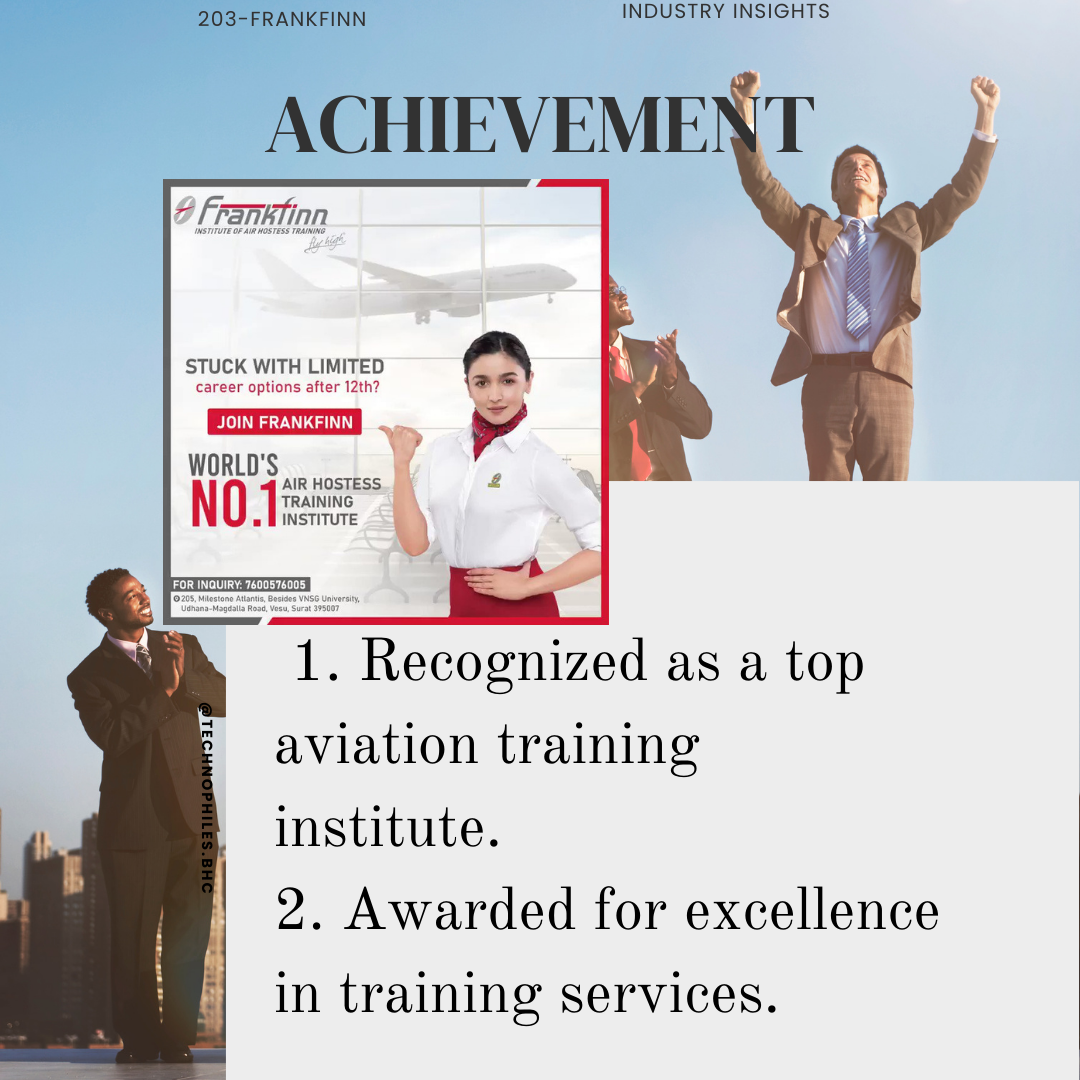 203-FRANKFINN
INDUSTRY INSIGHTS
ACHIEVEMENT
Frankfinn
INSTITUTE OF AIR HOSTESS TRAINING
fly high
STUCK WITH LIMITED
career options after 12th?
JOIN FRANKFINN
WORLD'S
NO.1
AIR HOSTESS
TRAINING
INSTITUTE
FOR INQUIRY: 7600576005
205, Milestone Atlantis, Besides VNSG University,
Udhana-Magdalla Road, Vesu, Surat 395007
@TECHNOPHILES.BHC
1. Recognized as a top
aviation training
institute.
2. Awarded for excellence
in training services.